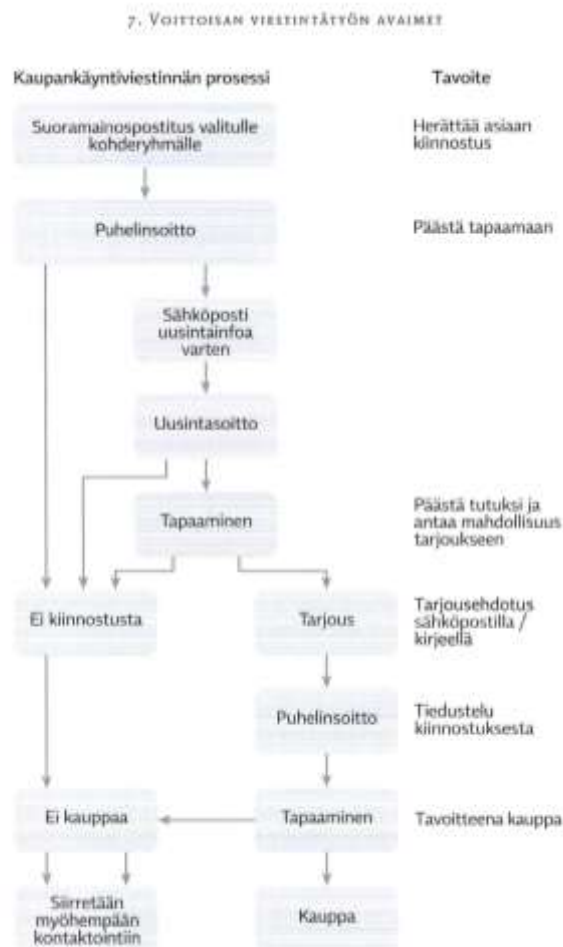 7. Voittoisan viestintätyön avaimet
Kaupankäyntiviestinnän prosessi
Tavoite
Suoramainospostitus valitulle
kohderyhmälle
Herättää asiaan
kiinnostus
Puhelinsoitto
Päästä tapaamaan
Sähköposti
uusintainfoa
varten
Uusintasoitto
Tapaaminen
Päästä tutuksi ja
antaa mahdollisuus
tarjoukseen
Ei kiinnostusta
Tarjous
Tarjousehdotus
sähköpostilla /
kirjeellä
Puhelinsoitto
Tiedustelu
kiinnostuksesta
Ei kauppaa
Tapaaminen
Tavoitteena kauppa
Siirretään
myöhempään
kontaktointiin
Kauppa